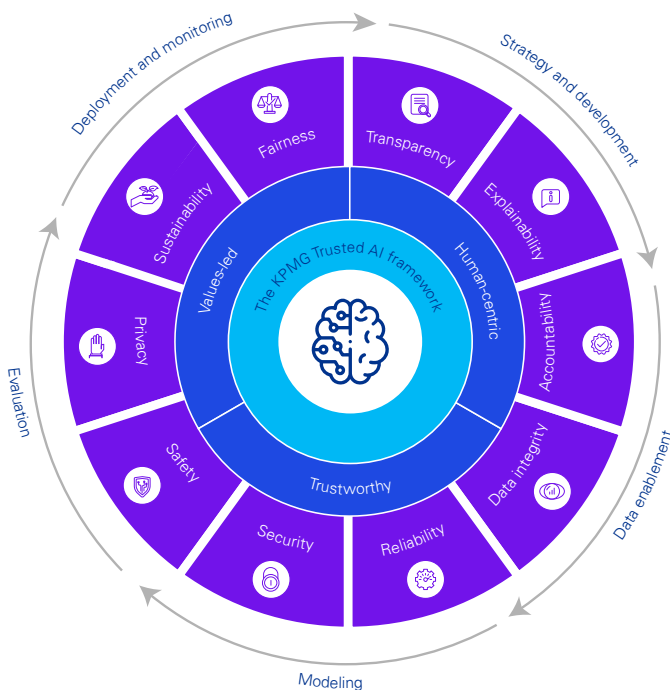 Strategy and development
Data enablement
Modeling
Evaluation
Deployment and monitoring
Transparency
Explainability
Accountability
Data integrity
Reliability
Security
Safety
Privacy
Sustainability
Fairness
Human-centric
Trustworthy
Values-led
The KPMG Trusted AI framework